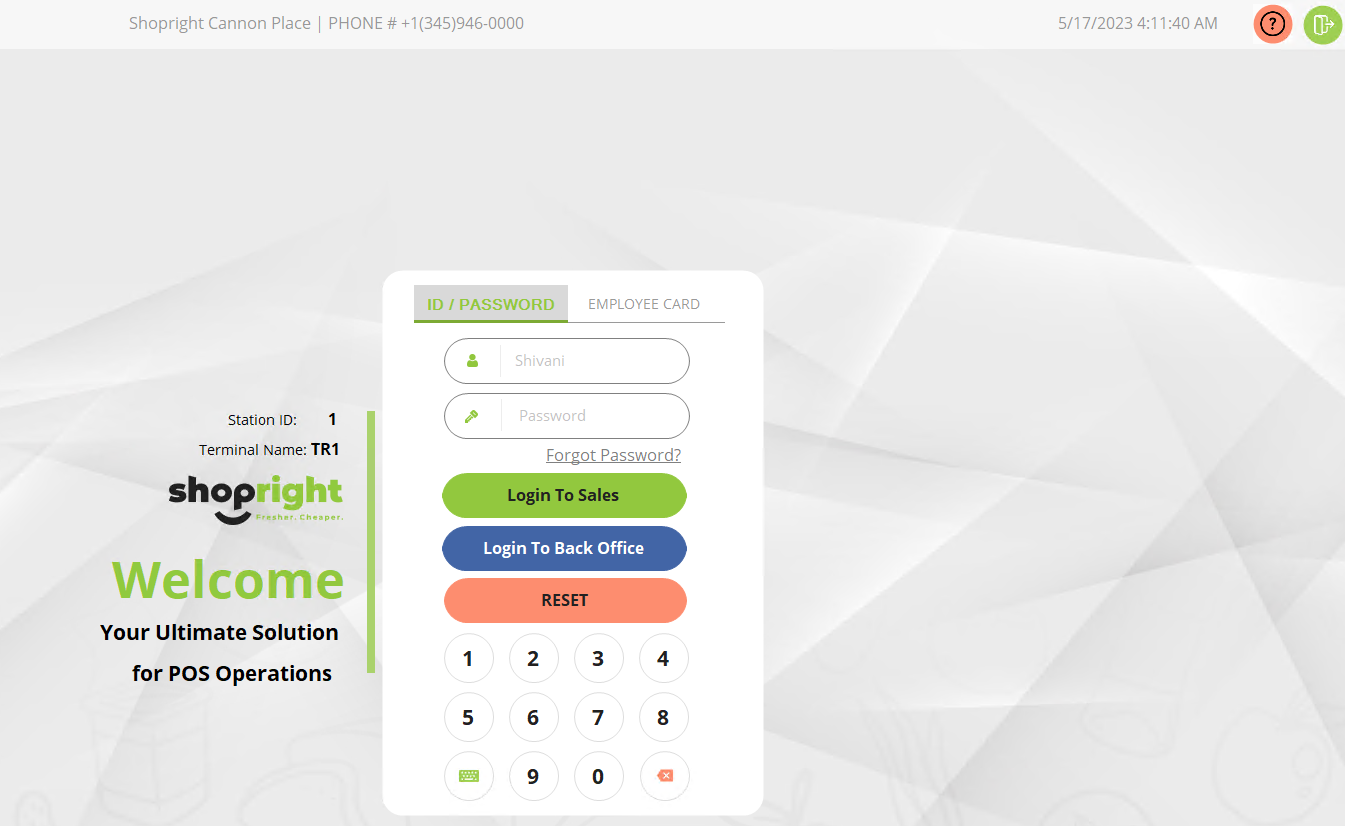 Shopright Cannon Place | PHONE # +1(345)946-0000
5/17/2023 4:11:40 AM
?
ID / PASSWORD
EMPLOYEE CARD
Shivani
Password
Forgot Password?
Login To Sales
Login To Back Office
RESET
1 2 3 4
5 6 7 8
9 0
Station ID: 1
Terminal Name: TR1
shopright
Fresher. Cheaper.
Welcome
Your Ultimate Solution
for POS Operations